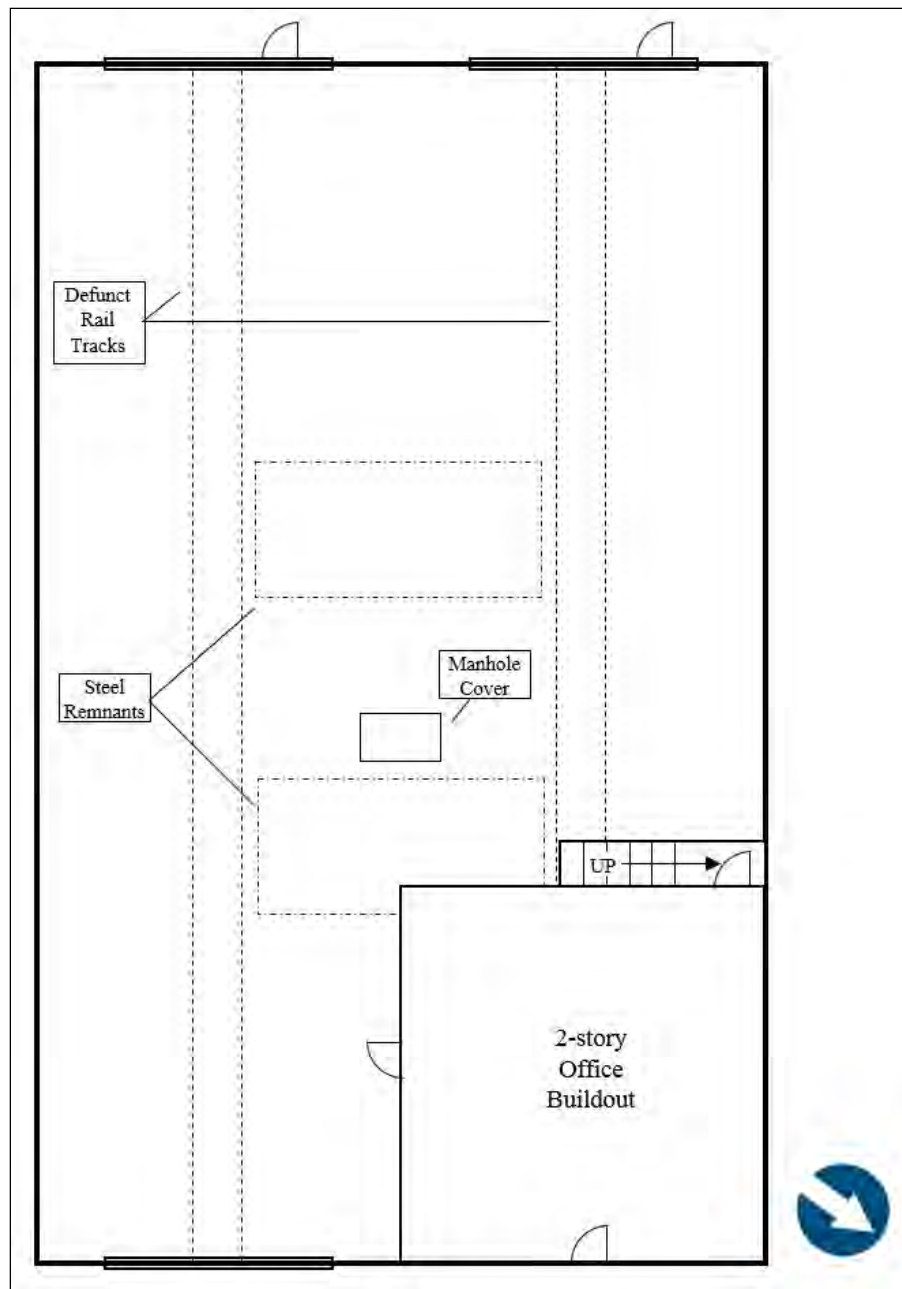 Defunct
Rail
Tracks
Steel
Remnants
Manhole
Cover
UP
2-story
Office
Buildout